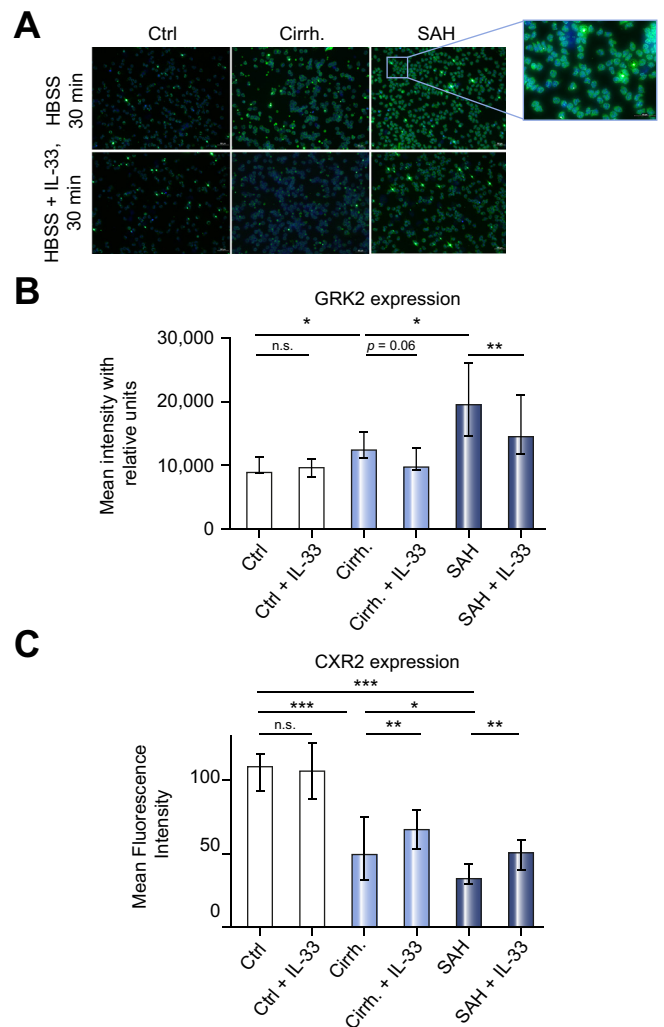 A
Ctrl
Cirrh.
SAH
HBSS
30 min
HBSS + IL-33,
30 min
B
GRK2 expression
*
*
n.s.
p = 0.06
**
Mean intensity with
relative units
30,000
20,000
10,000
0
Ctrl
Ctrl + IL-33
Cirrh.
Cirrh. + IL-33
SAH
SAH + IL-33
C
CXR2 expression
***
***
*
n.s.
**
**
Mean Fluorescence
Intensity
100
50
0
Ctrl
Ctrl + IL-33
Cirrh.
Cirrh. + IL-33
SAH
SAH + IL-33